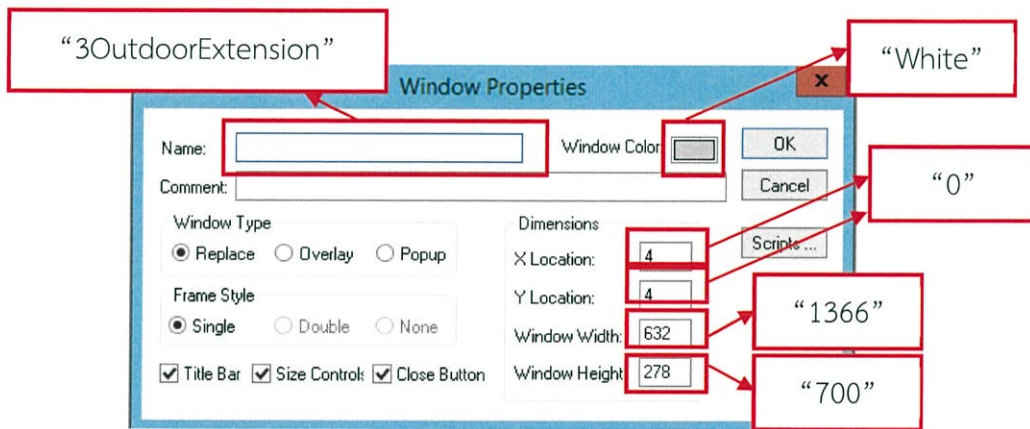 “3OutdoorExtension”
“White”
Window Properties
x
Name:
Window Color:
OK
Comment:
Cancel
“0”
Window Type
Replace Overlay Popup
Dimensions
X Location: 4
Scripts ...
Y Location: 4
Frame Style
Single Double None
Window Width: 632
“1366”
Title Bar Size Controls Close Button
Window Height 278
“700”